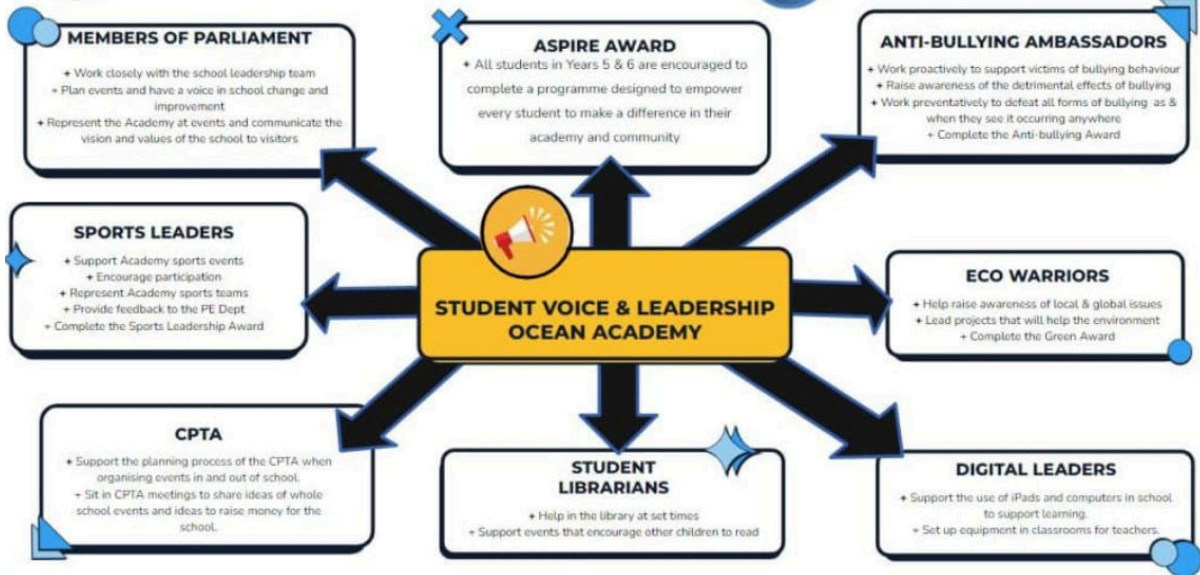 MEMBERS OF PARLIAMENT
+ Work closely with the school leadership team
+ Plan events and have a voice in school change and
improvement
+ Represent the Academy at events and communicate the
vision and values of the school to visitors
ASPIRE AWARD
+ All students in Years 5 & 6 are encouraged to
complete a programme designed to empower
every student to make a difference in their
academy and community
ANTI-BULLYING AMBASSADORS
+ Work proactively to support victims of bullying behaviour
+ Raise awareness of the detrimental effects of bullying
+ Work preventatively to defeat all forms of bullying as &
when they see it occurring anywhere
+ Complete the Anti-bullying Award
SPORTS LEADERS
+ Support Academy sports events
+ Encourage participation
+ Represent Academy sports teams
+ Provide feedback to the PE Dept
+ Complete the Sports Leadership Award
STUDENT VOICE & LEADERSHIP
OCEAN ACADEMY
ECO WARRIORS
+ Help raise awareness of local & global issues
+ Lead projects that will help the environment
+ Complete the Green Award
CPTA
+ Support the planning process of the CPTA when
organising events in and out of school.
+ Sit in CPTA meetings to share ideas of whole
school events and ideas to raise money for the
school.
STUDENT
LIBRARIANS
+ Help in the library at set times
+ Support events that encourage other children to read
DIGITAL LEADERS
+ Support the use of iPads and computers in school
to support learning.
+ Set up equipment in classrooms for teachers.